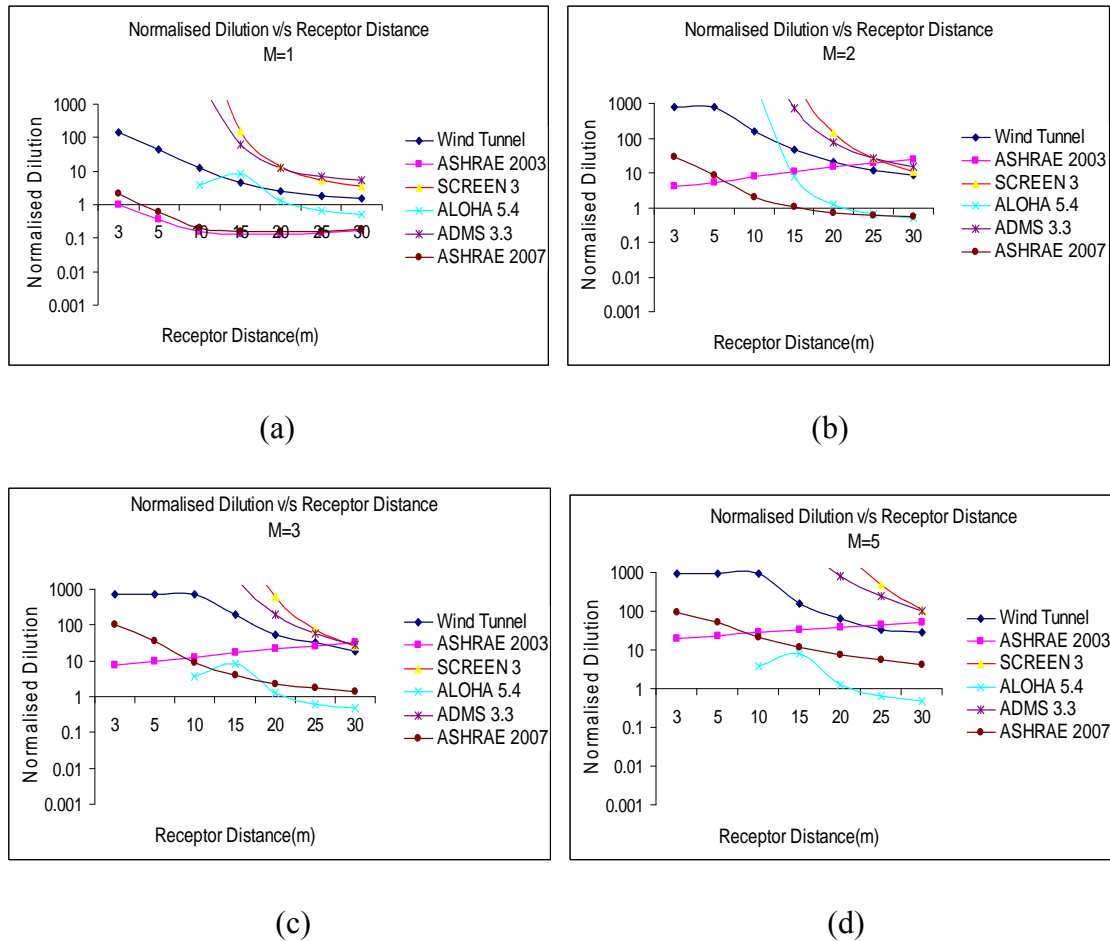 Normalised Dilution v/s Receptor Distance
M=1
Normalised Dilution
1000
100
10
1
0.1
0.01
0.001
3 5 10 15 20 25 30
Receptor Distance(m)
Wind Tunnel
ASHRAE 2003
SCREEN 3
ALOHA 5.4
ADMS 3.3
ASHRAE 2007
(a)
Normalised Dilution v/s Receptor Distance
M=2
Normalised Dilution
1000
100
10
1
0.1
0.01
0.001
3 5 10 15 20 25 30
Receptor Distance(m)
Wind Tunnel
ASHRAE 2003
SCREEN 3
ALOHA 5.4
ADMS 3.3
ASHRAE 2007
(b)
Normalised Dilution v/s Receptor Distance
M=3
Normalised Dilution
1000
100
10
1
0.1
0.01
0.001
3 5 10 15 20 25 30
Receptor Distance(m)
Wind Tunnel
ASHRAE 2003
SCREEN 3
ALOHA 5.4
ADMS 3.3
ASHRAE 2007
(c)
Normalised Dilution v/s Receptor Distance
M=5
Normalised Dilution
1000
100
10
1
0.1
0.01
0.001
3 5 10 15 20 25 30
Receptor Distance(m)
Wind Tunnel
ASHRAE 2003
SCREEN 3
ALOHA 5.4
ADMS 3.3
ASHRAE 2007
(d)